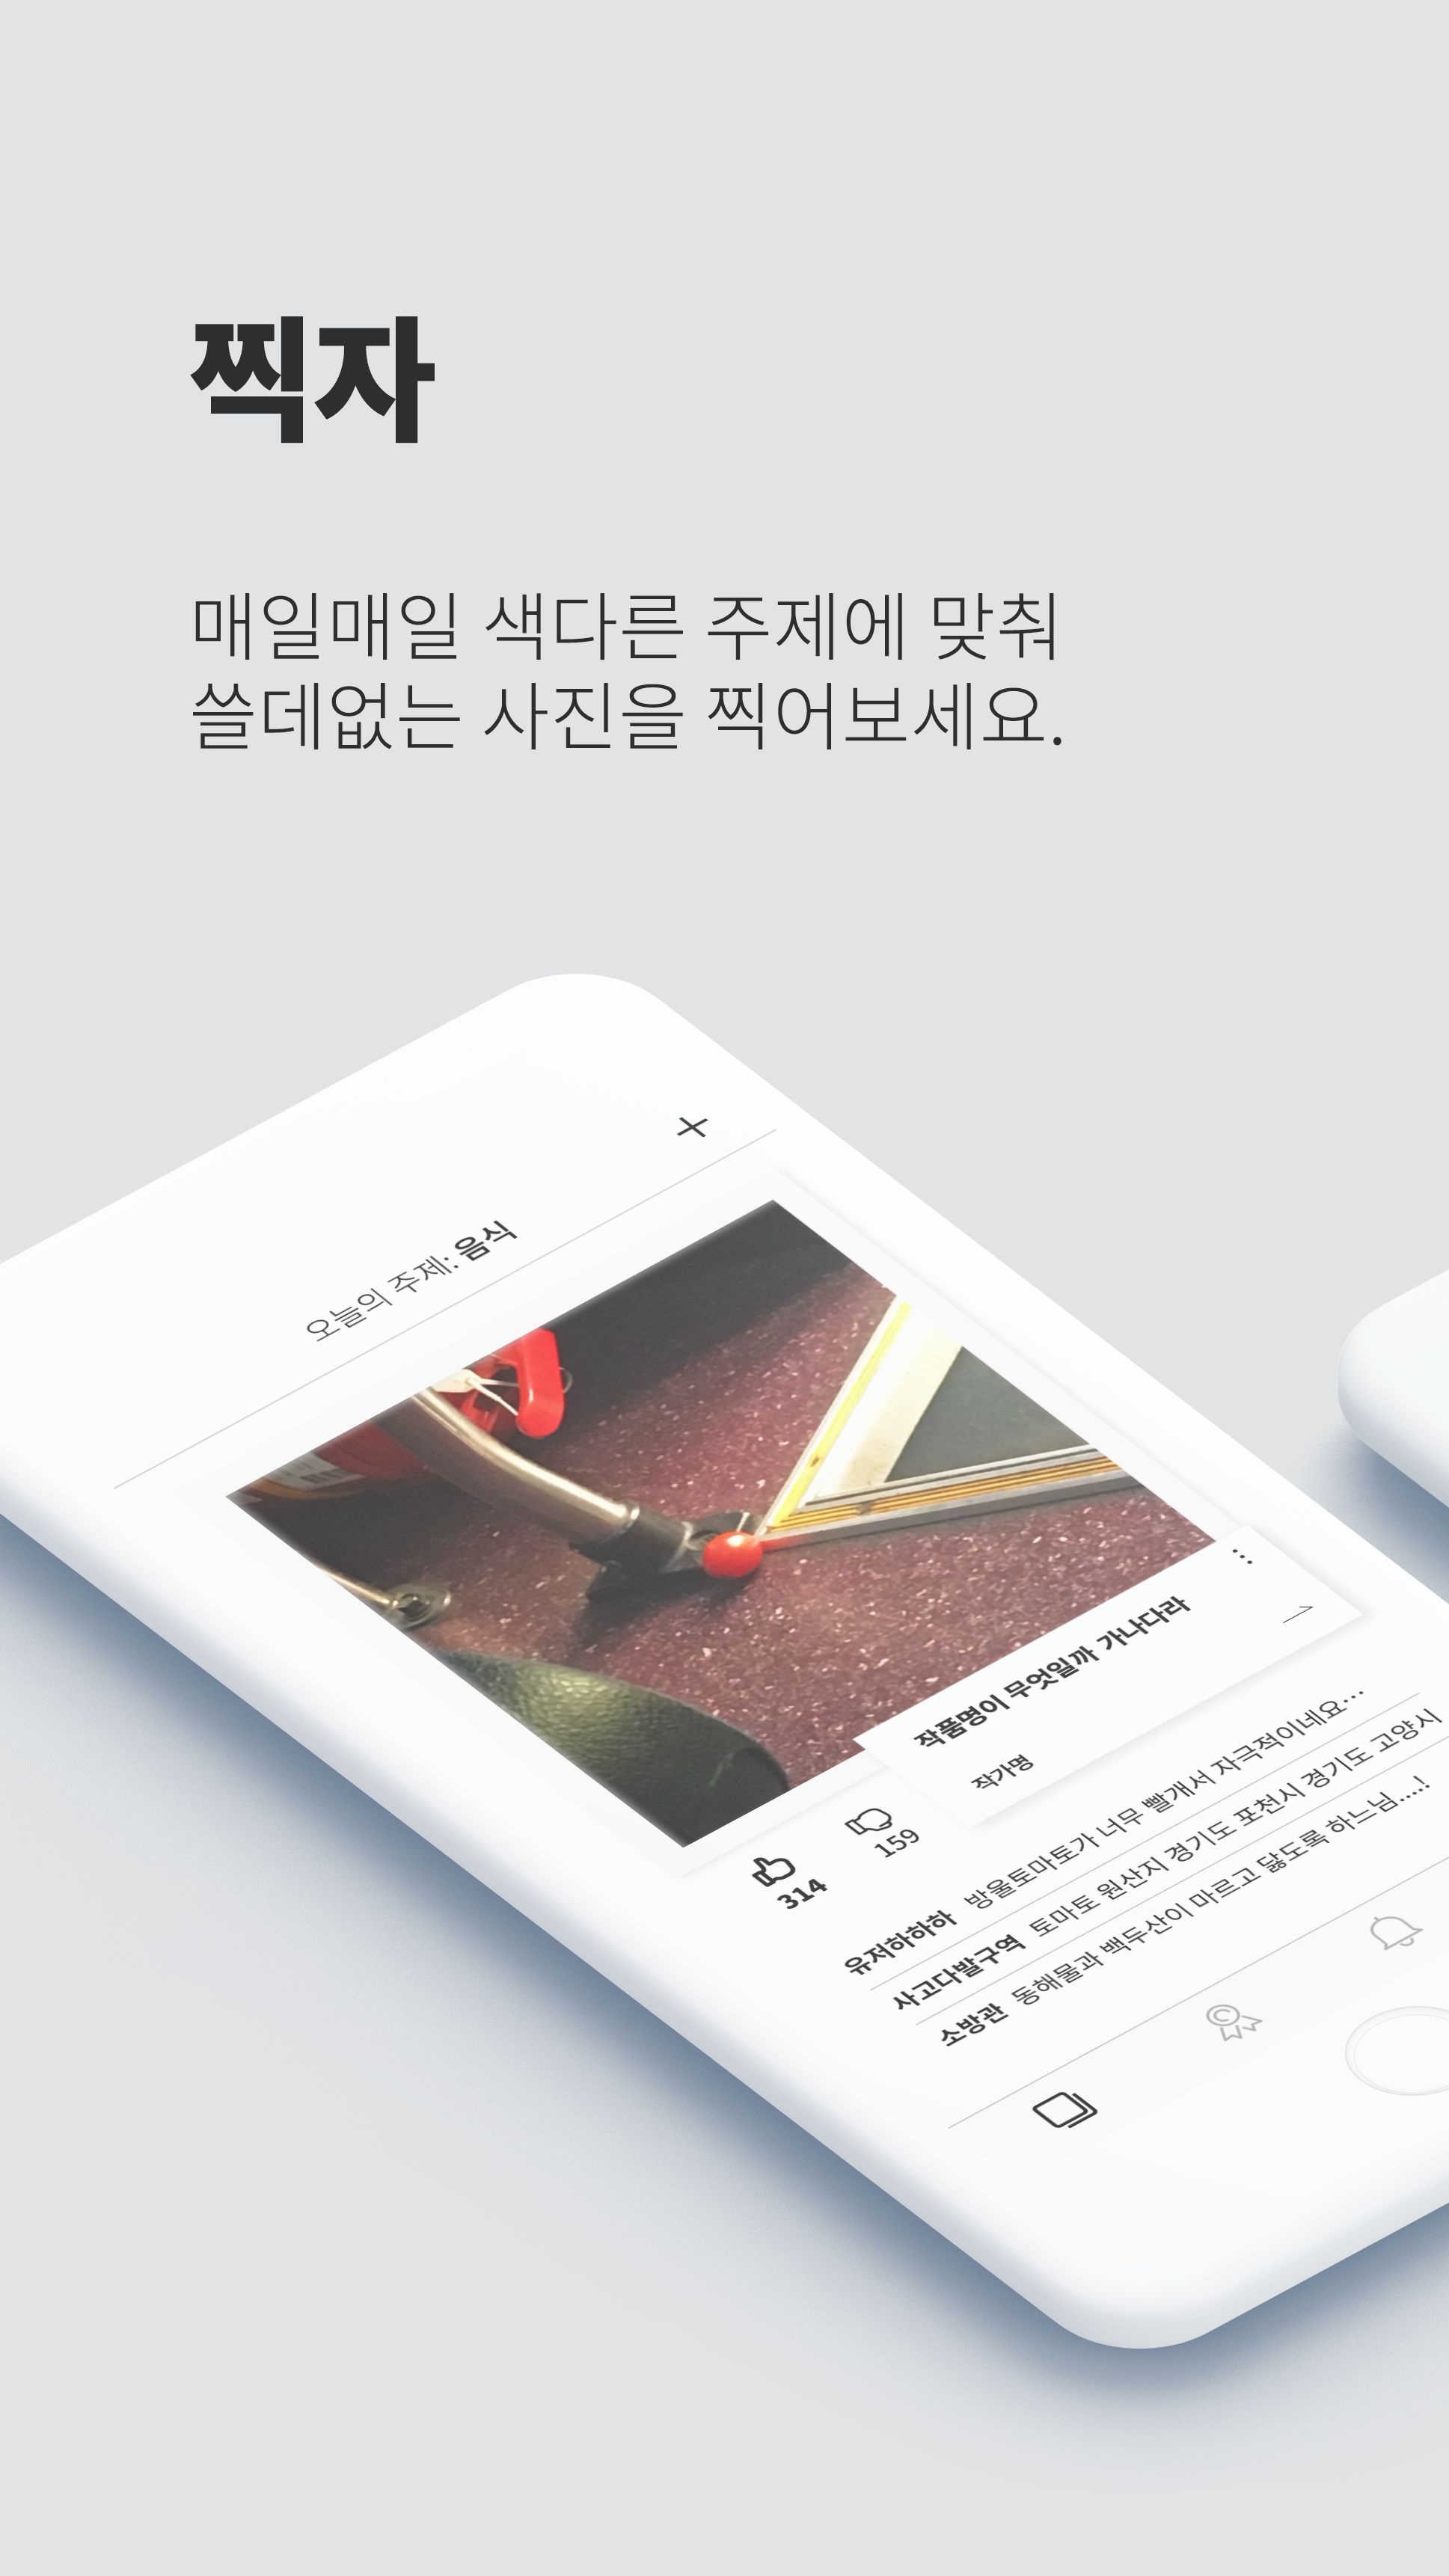 찍자
매일매일 색다른 주제에 맞춰
쓸데없는 사진을 찍어보세요.
오늘의 주제: 음식
작품명이 무엇일까 가나다라
작가명
314
159
유저하하하 방울토마토가 너무 빨개서 자극적이네요...
사고다발구역 토마토 원산지 경기도 포천시 경기도 고양시
소방관 동해물과 백두산이 마르고 닳도록 하느님....!